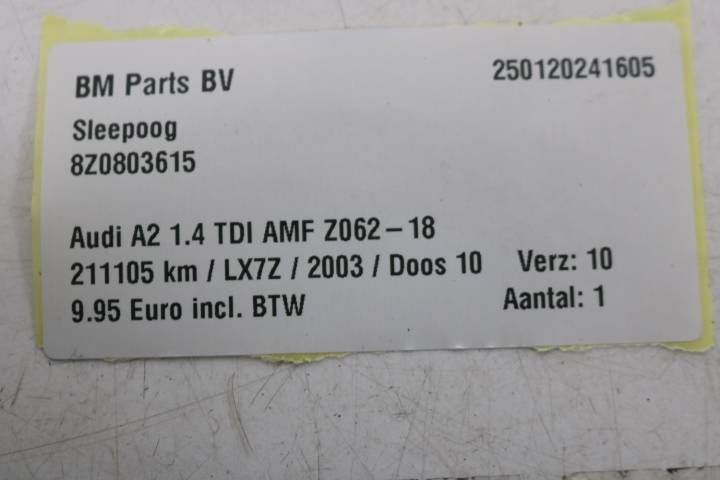 BM Parts BV 250120241605
Sleepoog
8Z0803615
Audi A2 1.4 TDI AMF Z062-18
211105 km / LX7Z / 2003 / Doos 10 Verz: 10
9.95 Euro incl. BTW Aantal: 1